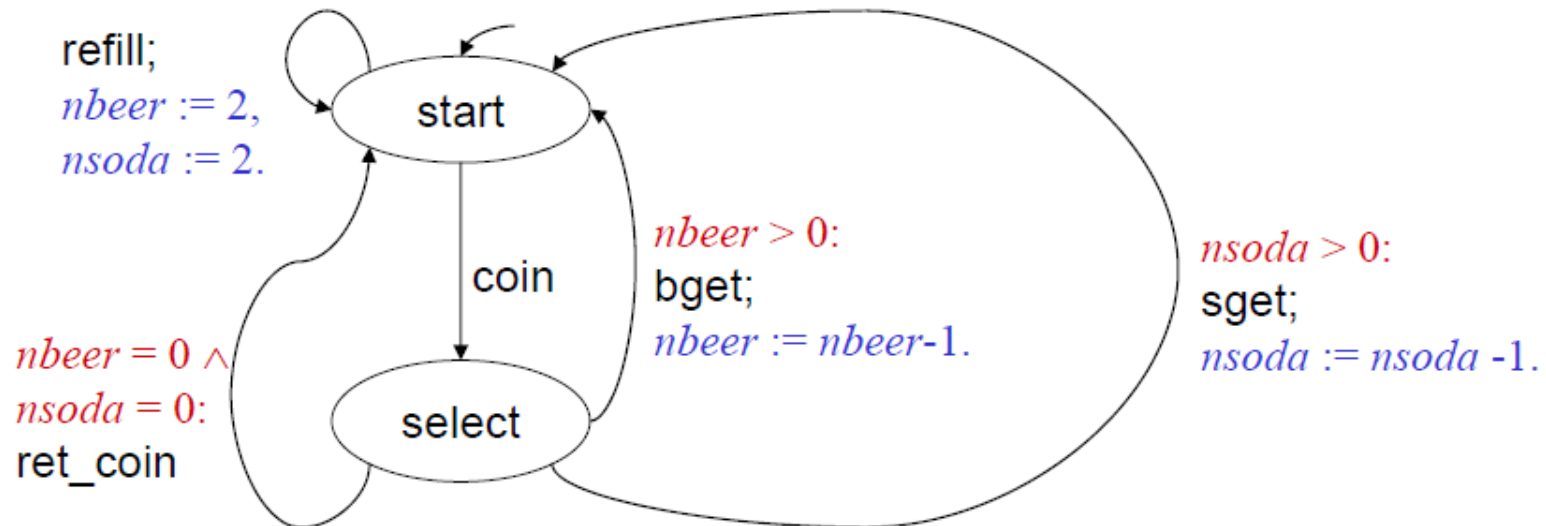 refill;
nbeer := 2,
nsoda := 2.
start
coin
nbeer > 0:
bget;
nbeer := nbeer-1.
nsoda > 0:
sget;
nsoda := nsoda -1.
nbeer = 0 ∧
nsoda = 0:
ret_coin
select